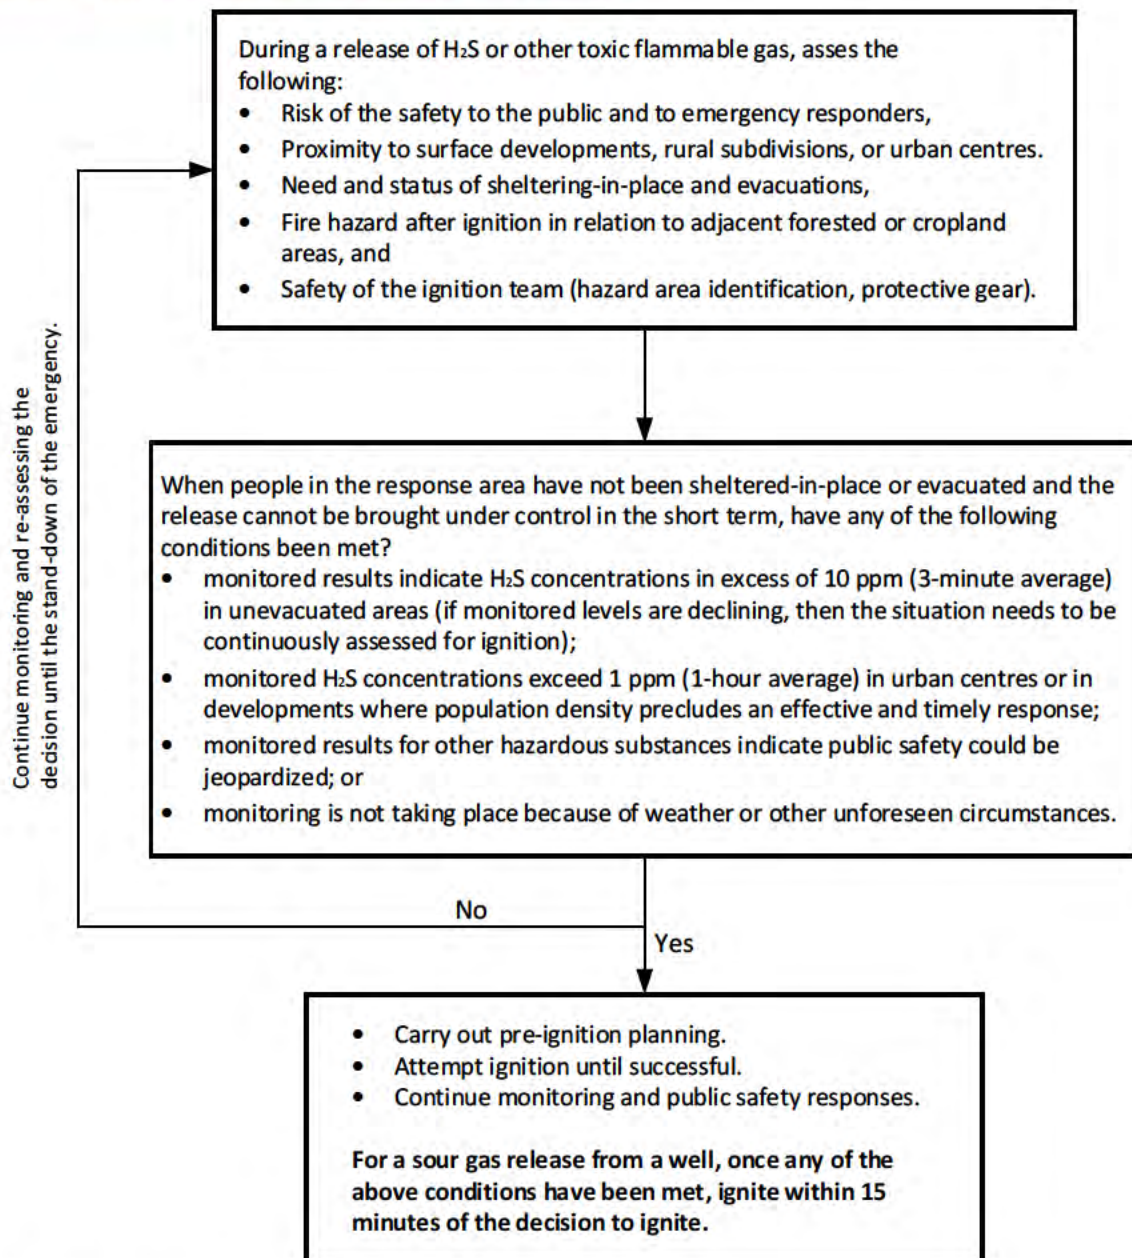 During a release of H₂S or other toxic flammable gas, asses the
following:
• Risk of the safety to the public and to emergency responders,
• Proximity to surface developments, rural subdivisions, or urban centres.
• Need and status of sheltering-in-place and evacuations,
• Fire hazard after ignition in relation to adjacent forested or cropland
areas, and
• Safety of the ignition team (hazard area identification, protective gear).
Continue monitoring and re-assessing the
decision until the stand-down of the emergency.
When people in the response area have not been sheltered-in-place or evacuated and the
release cannot be brought under control in the short term, have any of the following
conditions been met?
• monitored results indicate H₂S concentrations in excess of 10 ppm (3-minute average)
in unevacuated areas (if monitored levels are declining, then the situation needs to be
continuously assessed for ignition);
• monitored H₂S concentrations exceed 1 ppm (1-hour average) in urban centres or in
developments where population density precludes an effective and timely response;
• monitored results for other hazardous substances indicate public safety could be
jeopardized; or
• monitoring is not taking place because of weather or other unforeseen circumstances.
No
Yes
• Carry out pre-ignition planning.
• Attempt ignition until successful.
• Continue monitoring and public safety responses.
For a sour gas release from a well, once any of the
above conditions have been met, ignite within 15
minutes of the decision to ignite.